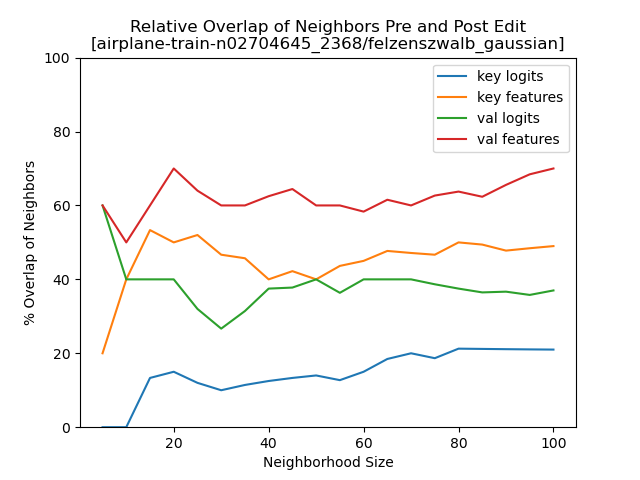 Relative Overlap of Neighbors Pre and Post Edit
[airplane-train-n02704645_2368/felzenszwalb_gaussian]
key logits
key features
val logits
val features
% Overlap of Neighbors
100
80
60
40
20
0
20 40 60 80 100
Neighborhood Size